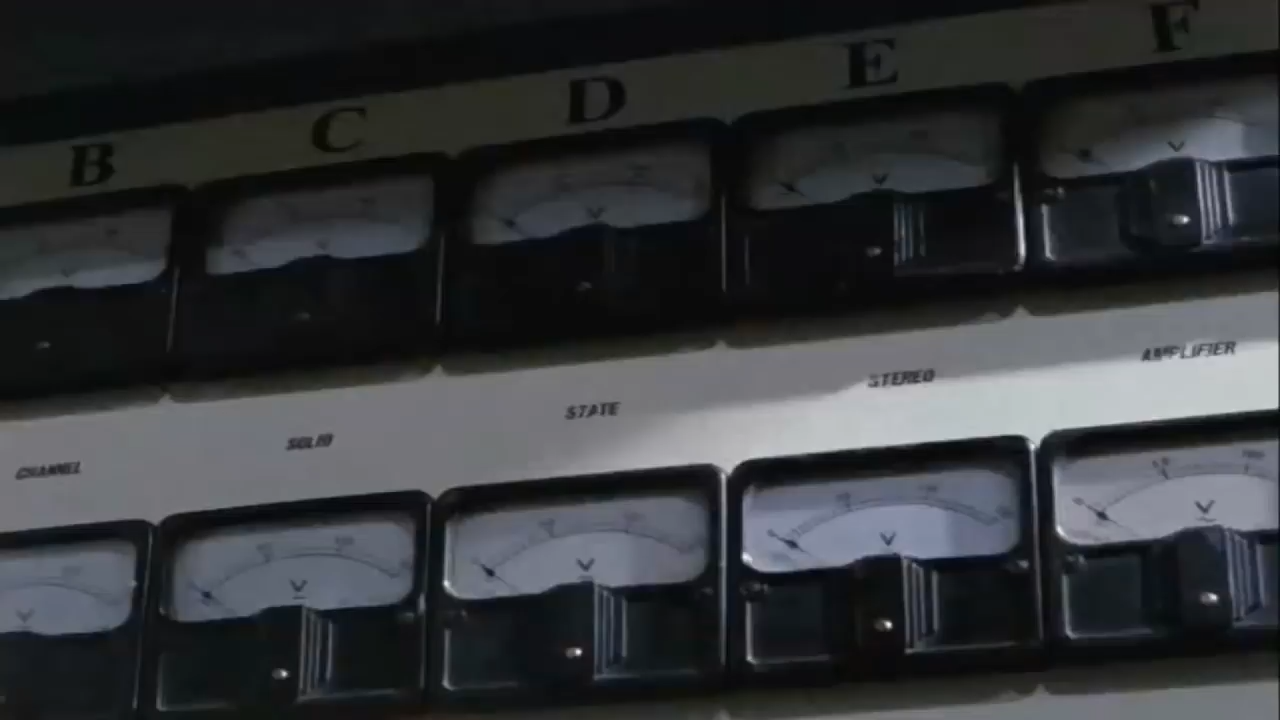 B C D E F
V V V V V
CHANNEL SOLID STATE STEREO AMPLIFIER
V V V V V